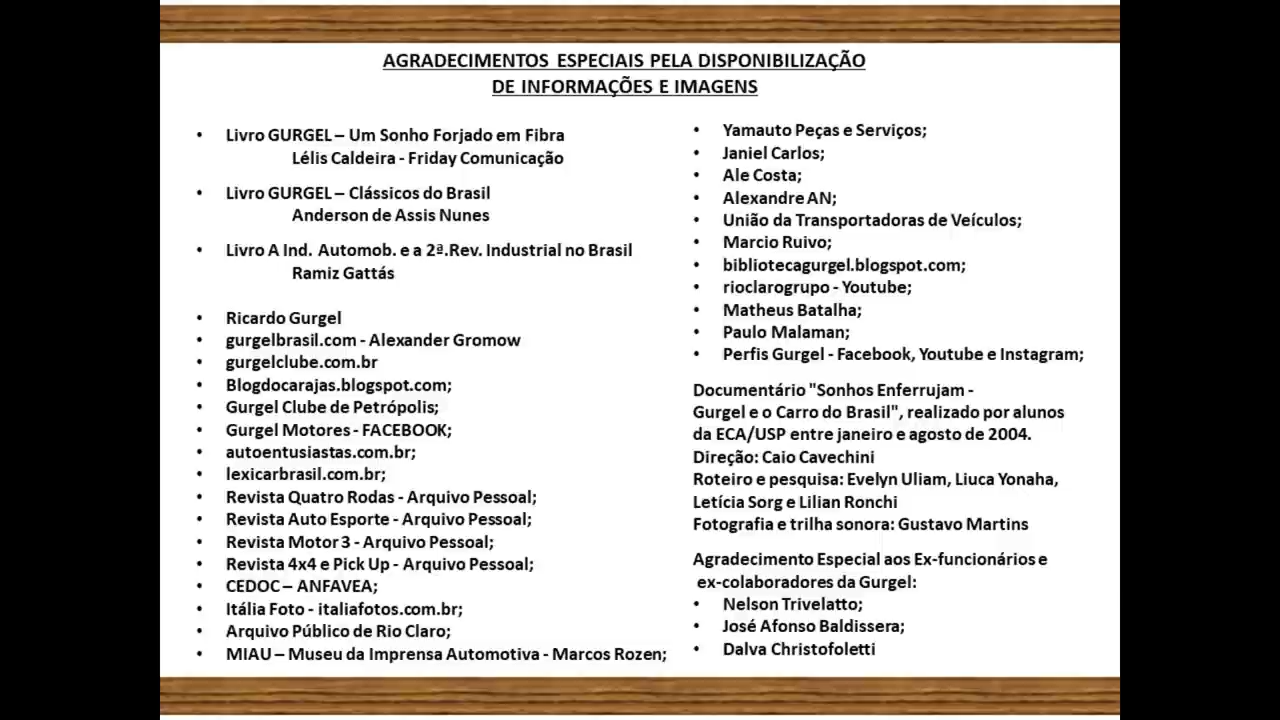 AGRADECIMENTOS ESPECIAIS PELA DISPONIBILIZAÇÃO
DE INFORMAÇÕES E IMAGENS
• Livro GURGEL – Um Sonho Forjado em Fibra
Lélis Caldeira - Friday Comunicação
• Livro GURGEL – Clássicos do Brasil
Anderson de Assis Nunes
• Livro A Ind. Automob. e a 2ª.Rev. Industrial no Brasil
Ramiz Gattás
• Ricardo Gurgel
• gurgelbrasil.com - Alexander Gromow
• gurgelclube.com.br
• Blogdocarajas.blogspot.com;
• Gurgel Clube de Petrópolis;
• Gurgel Motores - FACEBOOK;
• autoentusiastas.com.br;
• lexicarbrasil.com.br;
• Revista Quatro Rodas - Arquivo Pessoal;
• Revista Auto Esporte - Arquivo Pessoal;
• Revista Motor 3 - Arquivo Pessoal;
• Revista 4x4 e Pick Up - Arquivo Pessoal;
• CEDOC – ANFAVEA;
• Itália Foto - italiafotos.com.br;
• Arquivo Público de Rio Claro;
• MIAU – Museu da Imprensa Automotiva - Marcos Rozen;
• Yamauto Peças e Serviços;
• Janiel Carlos;
• Ale Costa;
• Alexandre AN;
• União da Transportadoras de Veículos;
• Marcio Ruivo;
• bibliotecagurgel.blogspot.com;
• rioclarogrupo - Youtube;
• Matheus Batalha;
• Paulo Malaman;
• Perfis Gurgel - Facebook, Youtube e Instagram;
Documentário "Sonhos Enferrujam -
Gurgel e o Carro do Brasil", realizado por alunos
da ECA/USP entre janeiro e agosto de 2004.
Direção: Caio Cavechini
Roteiro e pesquisa: Evelyn Uliam, Liuca Yonaha,
Letícia Sorg e Lilian Ronchi
Fotografia e trilha sonora: Gustavo Martins
Agradecimento Especial aos Ex-funcionários e
ex-colaboradores da Gurgel:
• Nelson Trivelatto;
• José Afonso Baldissera;
• Dalva Christofoletti